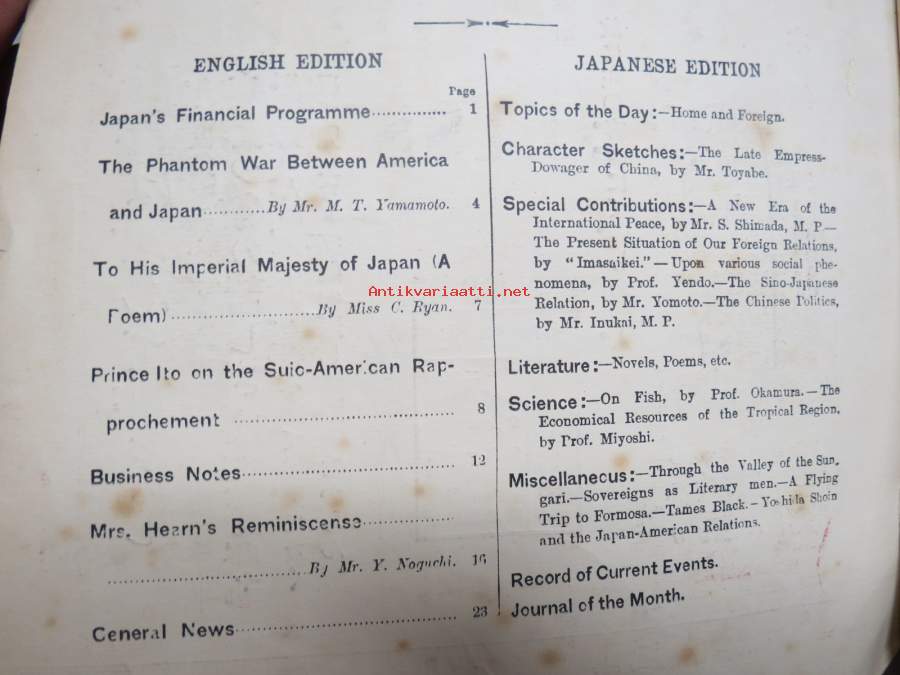 ENGLISH EDITION
Page
Japan's Financial Programme............... 1
The Phantom War Between America
and Japan............By Mr. M. T. Yamamoto. 4
To His Imperial Majesty of Japan (A
Poem)............................By Miss C. Ryan. 7
Prince Ito on the Suic-American Rap-
prochement ............................................ 8
Business Notes.......................................... 12
Mrs. Hearn's Reminiscense..................
........................................By Mr. Y. Noguchi. 16
General News............................................ 23
JAPANESE EDITION
Topics of the Day:—Home and Foreign.
Character Sketches:—The Late Empress-
Dowager of China, by Mr. Toyabe.
Special Contributions:—A New Era of the
International Peace, by Mr. S. Shimada, M. P—
The Present Situation of Our Foreign Relations,
by "Imasaikei."—Upon various social phe-
nomena, by Prof. Yendo.—The Sino-Japanese
Relation, by Mr. Yomoto.—The Chinese Politics,
by Mr. Inukai, M. P.
Literature:—Novels, Poems, etc.
Science:—On Fish, by Prof. Okamura.—The
Economical Resources of the Tropical Region,
by Prof. Miyoshi.
Miscellanecus:—Through the Valley of the Sun,
gari.—Sovereigns as Literary men.—A Flying
Trip to Formosa.—Tames Black.—Yoshida Shoin
and the Japan-American Relations.
Record of Current Events.
Journal of the Month.
Antikvariaatti.net